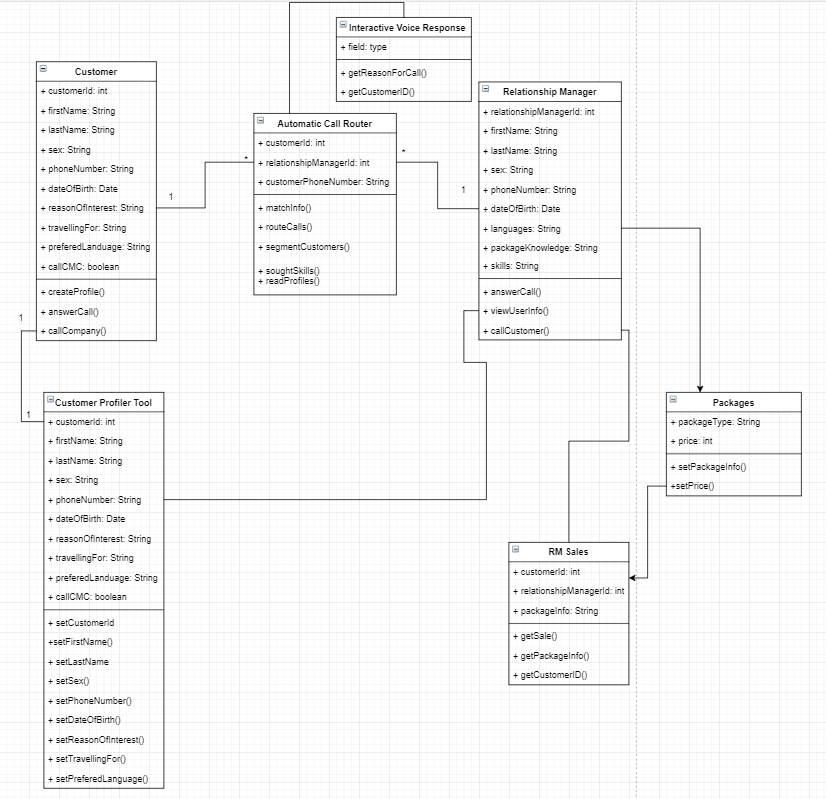 Interactive Voice Response
+ field: type
+ getReasonForCall()
+ getCustomerID()
Customer
+ customerId: int
+ firstName: String
+ lastName: String
+ sex: String
+ phoneNumber: String
+ dateOfBirth: Date
+ reasonOfInterest: String
+ travellingFor: String
+ preferedLanduage: String
+ callCMC: boolean
+ createProfile()
+ answerCall()
+ callCompany()
1
*
Automatic Call Router
+ customerId: int
+ relationshipManagerId: int
+ customerPhoneNumber: String
+ matchInfo()
+ routeCalls()
+ segmentCustomers()
+ soughtSkills()
+ readProfiles()
*
1
Relationship Manager
+ relationshipManagerId: int
+ firstName: String
+ lastName: String
+ sex: String
+ phoneNumber: String
+ dateOfBirth: Date
+ languages: String
+ packageKnowledge: String
+ skills: String
+ answerCall()
+ viewUserInfo()
+ callCustomer()
1
1
Customer Profiler Tool
+ customerId: int
+ firstName: String
+ lastName: String
+ sex: String
+ phoneNumber: String
+ dateOfBirth: Date
+ reasonOfInterest: String
+ travellingFor: String
+ preferedLanduage: String
+ callCMC: boolean
+ setCustomerId
+setFirstName()
+ setLastName
+ setSex()
+ setPhoneNumber()
+ setDateOfBirth()
+ setReasonOfInterest()
+ setTravellingFor()
+ setPreferedLanguage()
Packages
+ packageType: String
+ price: int
+ setPackageInfo()
+setPrice()
RM Sales
+ customerId: int
+ relationshipManagerId: int
+ packageInfo: String
+ getSale()
+ getPackageInfo()
+ getCustomerID()